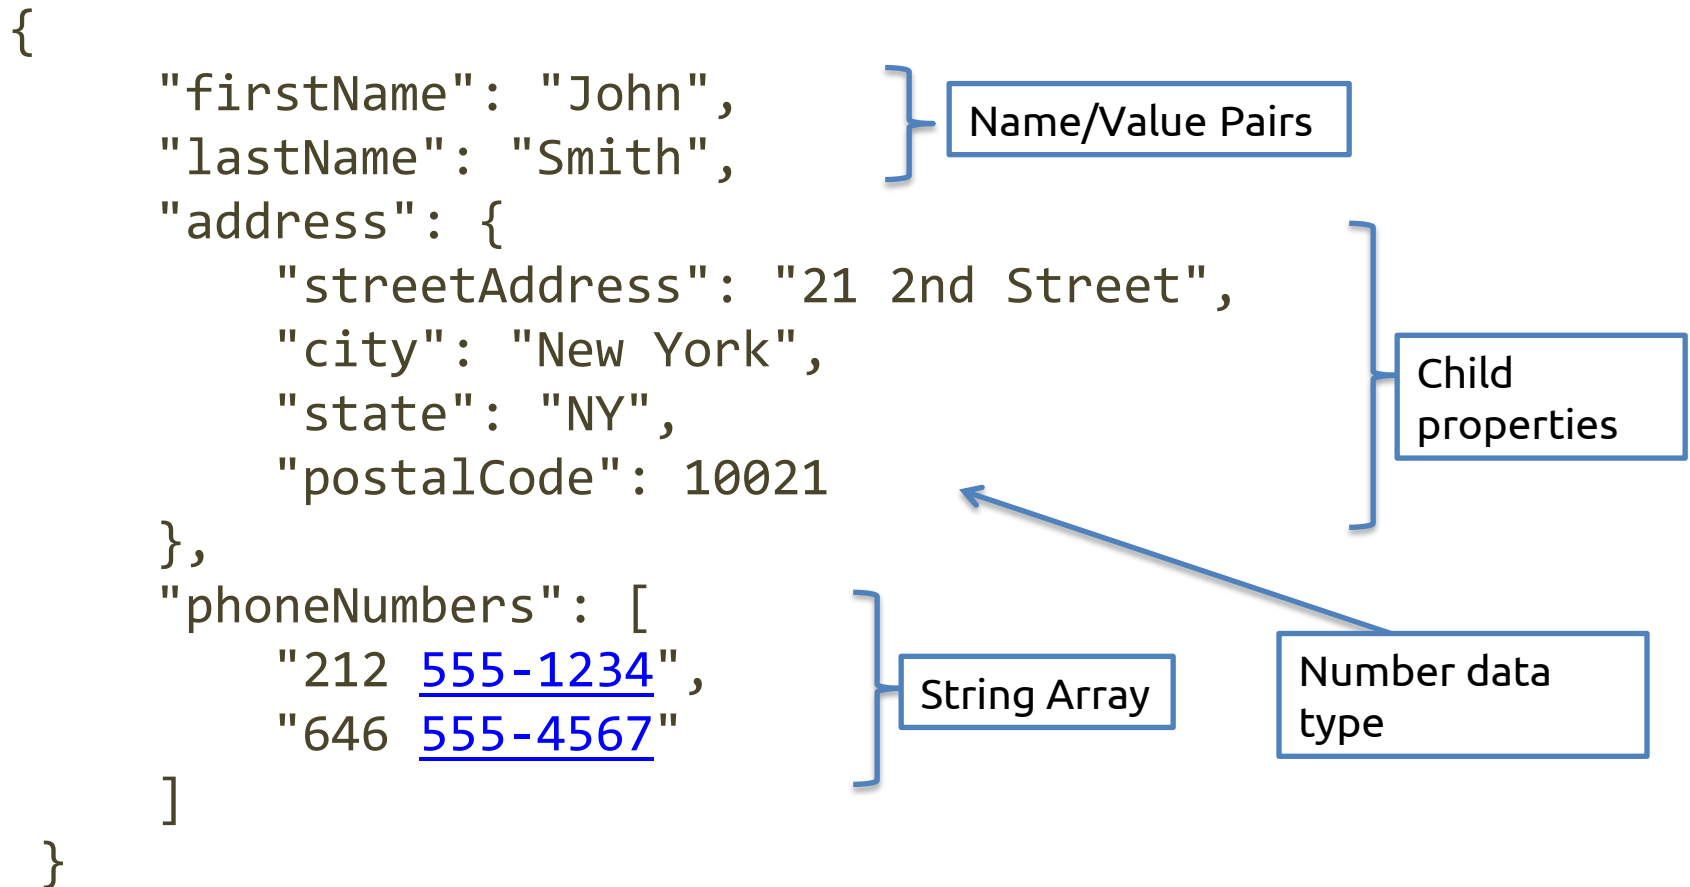 {
"firstName": "John",
"lastName": "Smith",
Name/Value Pairs
"address": {
"streetAddress": "21 2nd Street",
"city": "New York",
"state": "NY",
"postalCode": 10021
Child
properties
},
"phoneNumbers": [
"212 555-1234",
"646 555-4567"
]
}
String Array
Number data
type